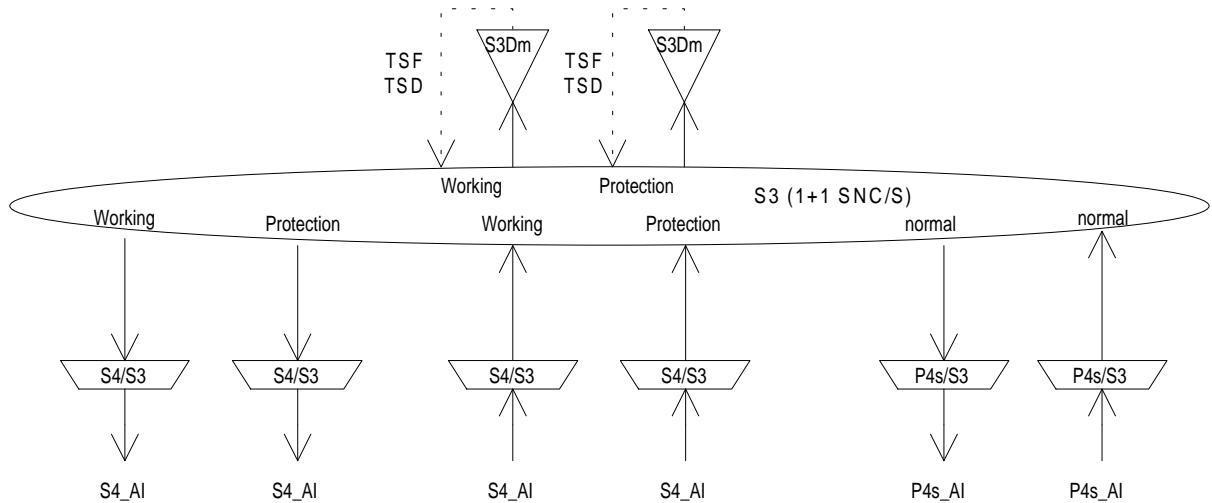 S3Dm
S3Dm
TSF
TSD
TSF
TSD
Working
Protection
S3 (1+1 SNC/S)
Working
Protection
Working
Protection
normal
normal
S4/S3
S4/S3
S4/S3
S4/S3
P4s/S3
P4s/S3
S4_AI
S4_AI
S4_AI
S4_AI
P4s_AI
P4s_AI